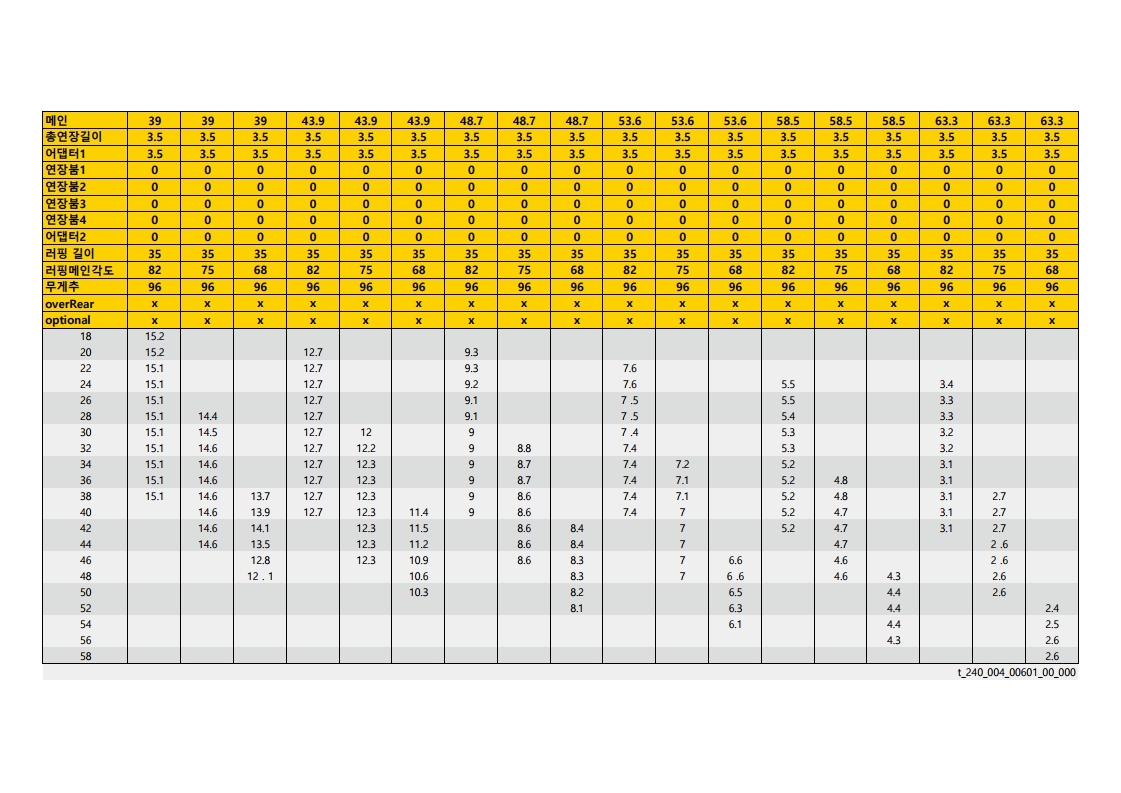 메인 39 39 39 43.9 43.9 43.9 48.7 48.7 48.7 53.6 53.6 53.6 58.5 58.5 58.5 63.3 63.3 63.3
총연장길이 3.5 3.5 3.5 3.5 3.5 3.5 3.5 3.5 3.5 3.5 3.5 3.5 3.5 3.5 3.5 3.5 3.5 3.5
어댑터1 3.5 3.5 3.5 3.5 3.5 3.5 3.5 3.5 3.5 3.5 3.5 3.5 3.5 3.5 3.5 3.5 3.5 3.5
연장붐1 0 0 0 0 0 0 0 0 0 0 0 0 0 0 0 0 0 0
연장붐2 0 0 0 0 0 0 0 0 0 0 0 0 0 0 0 0 0 0
연장붐3 0 0 0 0 0 0 0 0 0 0 0 0 0 0 0 0 0 0
연장붐4 0 0 0 0 0 0 0 0 0 0 0 0 0 0 0 0 0 0
어댑터2 0 0 0 0 0 0 0 0 0 0 0 0 0 0 0 0 0 0
러핑 길이 35 35 35 35 35 35 35 35 35 35 35 35 35 35 35 35 35 35
러핑메인각도 82 75 68 82 75 68 82 75 68 82 75 68 82 75 68 82 75 68
무게추 96 96 96 96 96 96 96 96 96 96 96 96 96 96 96 96 96 96
overRear x x x x x x x x x x x x x x x x x x
optional x x x x x x x x x x x x x x x x x x
18 15.2
20 15.2 12.7 9.3
22 15.1 12.7 9.3 7.6
24 15.1 12.7 9.2 7.6 5.5 3.4
26 15.1 12.7 9.1 7 .5 5.5 3.3
28 15.1 14.4 12.7 9.1 7 .5 5.4 3.3
30 15.1 14.5 12.7 12 9 7 .4 5.3 3.2
32 15.1 14.6 12.7 12.2 9 8.8 7.4 5.3 3.2
34 15.1 14.6 12.7 12.3 9 8.7 7.4 7.2 5.2 3.1
36 15.1 14.6 12.7 12.3 9 8.7 7.4 7.1 5.2 4.8 3.1
38 15.1 14.6 13.7 12.7 12.3 9 8.6 7.4 7.1 5.2 4.8 3.1 2.7
40 14.6 13.9 12.7 12.3 11.4 9 8.6 7.4 7 5.2 4.7 3.1 2.7
42 14.6 14.1 12.3 11.5 8.6 8.4 7 5.2 4.7 3.1 2.7
44 14.6 13.5 12.3 11.2 8.6 8.4 7 4.7 2 .6
46 12.8 12.3 10.9 8.6 8.3 7 6.6 4.6 2 .6
48 12 . 1 10.6 8.3 7 6 .6 4.6 4.3 2.6
50 10.3 8.2 6.5 4.4 2.6
52 8.1 6.3 4.4 2.4
54 6.1 4.4 2.5
56 4.3 2.6
58 2.6
t_240_004_00601_00_000